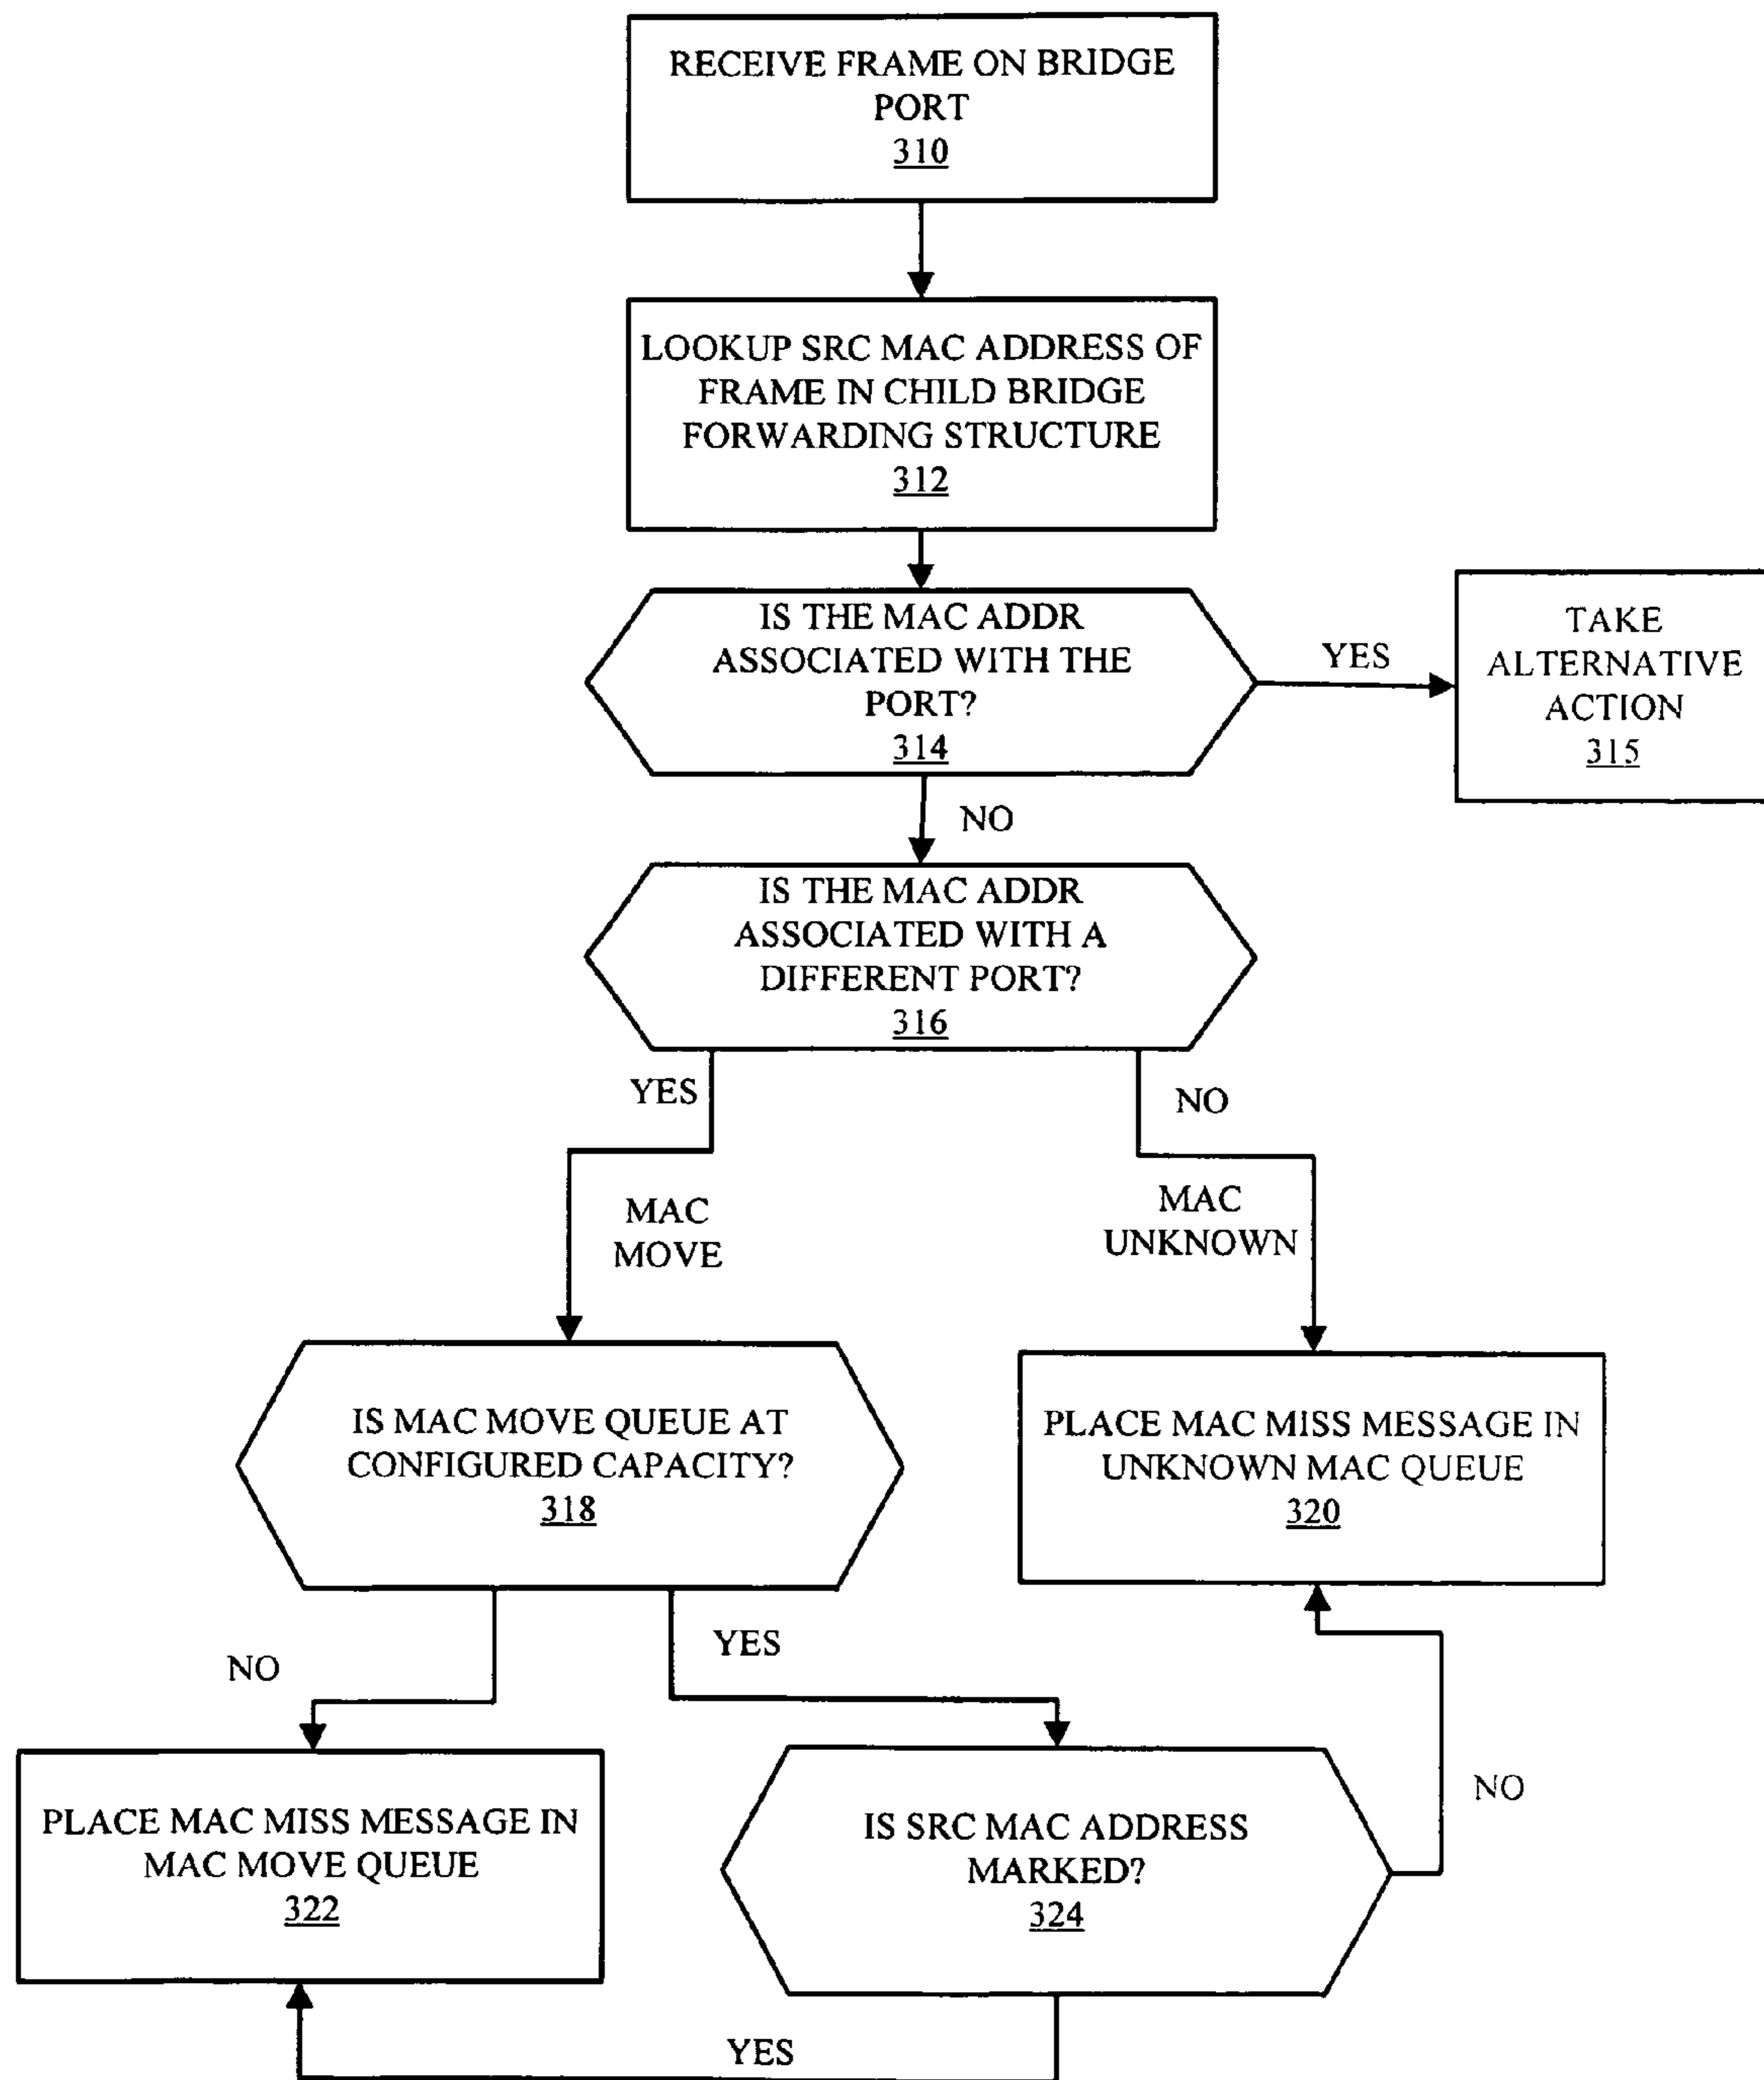 RECEIVE FRAME ON BRIDGE
PORT
310
LOOKUP SRC MAC ADDRESS OF
FRAME IN CHILD BRIDGE
FORWARDING STRUCTURE
312
IS THE MAC ADDR
ASSOCIATED WITH THE
PORT?
314
YES
TAKE
ALTERNATIVE
ACTION
315
NO
IS THE MAC ADDR
ASSOCIATED WITH A
DIFFERENT PORT?
316
YES
NO
MAC
MOVE
MAC
UNKNOWN
IS MAC MOVE QUEUE AT
CONFIGURED CAPACITY?
318
PLACE MAC MISS MESSAGE IN
UNKNOWN MAC QUEUE
320
NO
YES
PLACE MAC MISS MESSAGE IN
MAC MOVE QUEUE
322
IS SRC MAC ADDRESS
MARKED?
324
NO
YES